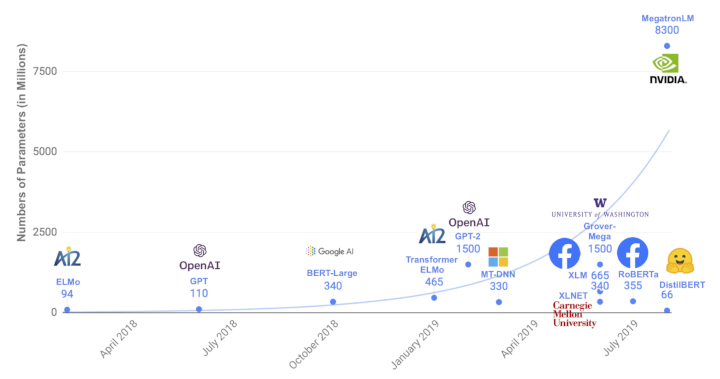 MegatronLM
8300
NVIDIA.
Numbers of Parameters (in Millions)
7500
5000
2500
0
AI2
ELMo
94
OpenAI
GPT
110
Google AI
BERT-Large
340
AI2
Transformer
ELMo
465
OpenAI
GPT-2
1500
MT-DNN
330
W
UNIVERSITY of WASHINGTON
Grover-
Mega
1500
XLM 665
XLNET 340
Carnegie
Mellon
University
RoBERTa
355
DistilBERT
66
April 2018
July 2018
October 2018
January 2019
April 2019
July 2019